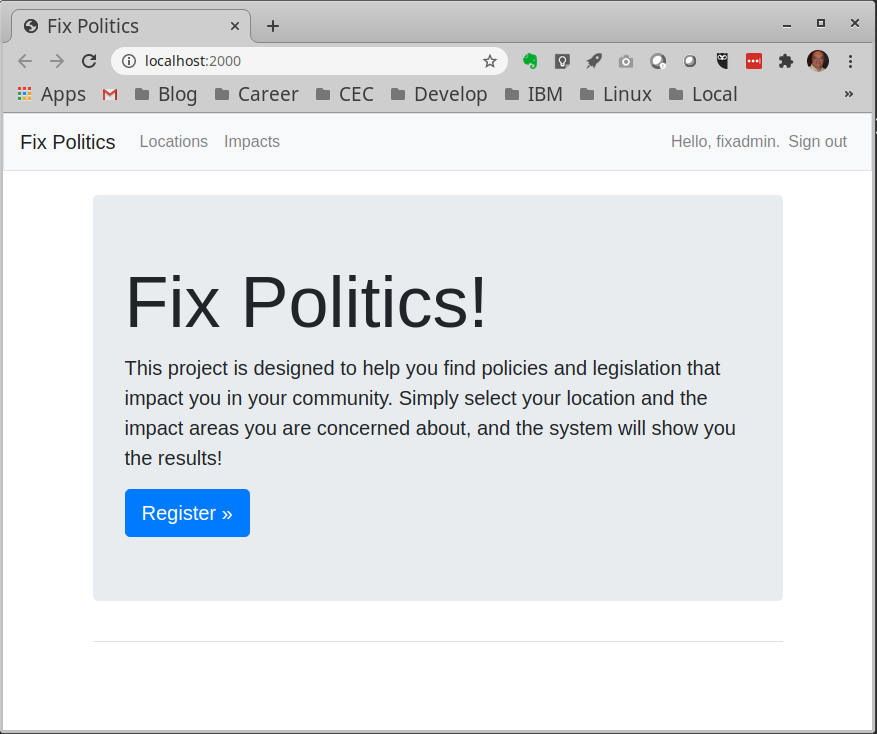 Fix Politics
localhost:2000
Apps Blog Career CEC Develop IBM Linux Local »
Fix Politics Locations Impacts Hello, fixadmin. Sign out
Fix Politics!
This project is designed to help you find policies and legislation that
impact you in your community. Simply select your location and the
impact areas you are concerned about, and the system will show you
the results!
Register »